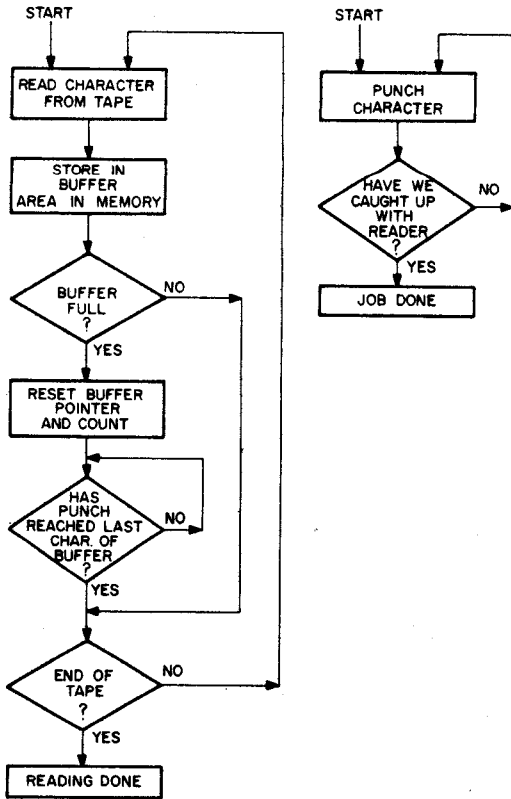 START
READ CHARACTER
FROM TAPE
STORE IN
BUFFER
AREA IN MEMORY
BUFFER
FULL
?
NO
YES
RESET BUFFER
POINTER
AND COUNT
HAS
PUNCH
REACHED LAST
CHAR. OF
BUFFER
?
NO
YES
END OF
TAPE
?
NO
YES
READING DONE
START
PUNCH
CHARACTER
HAVE WE
CAUGHT UP
WITH
READER
?
NO
YES
JOB DONE